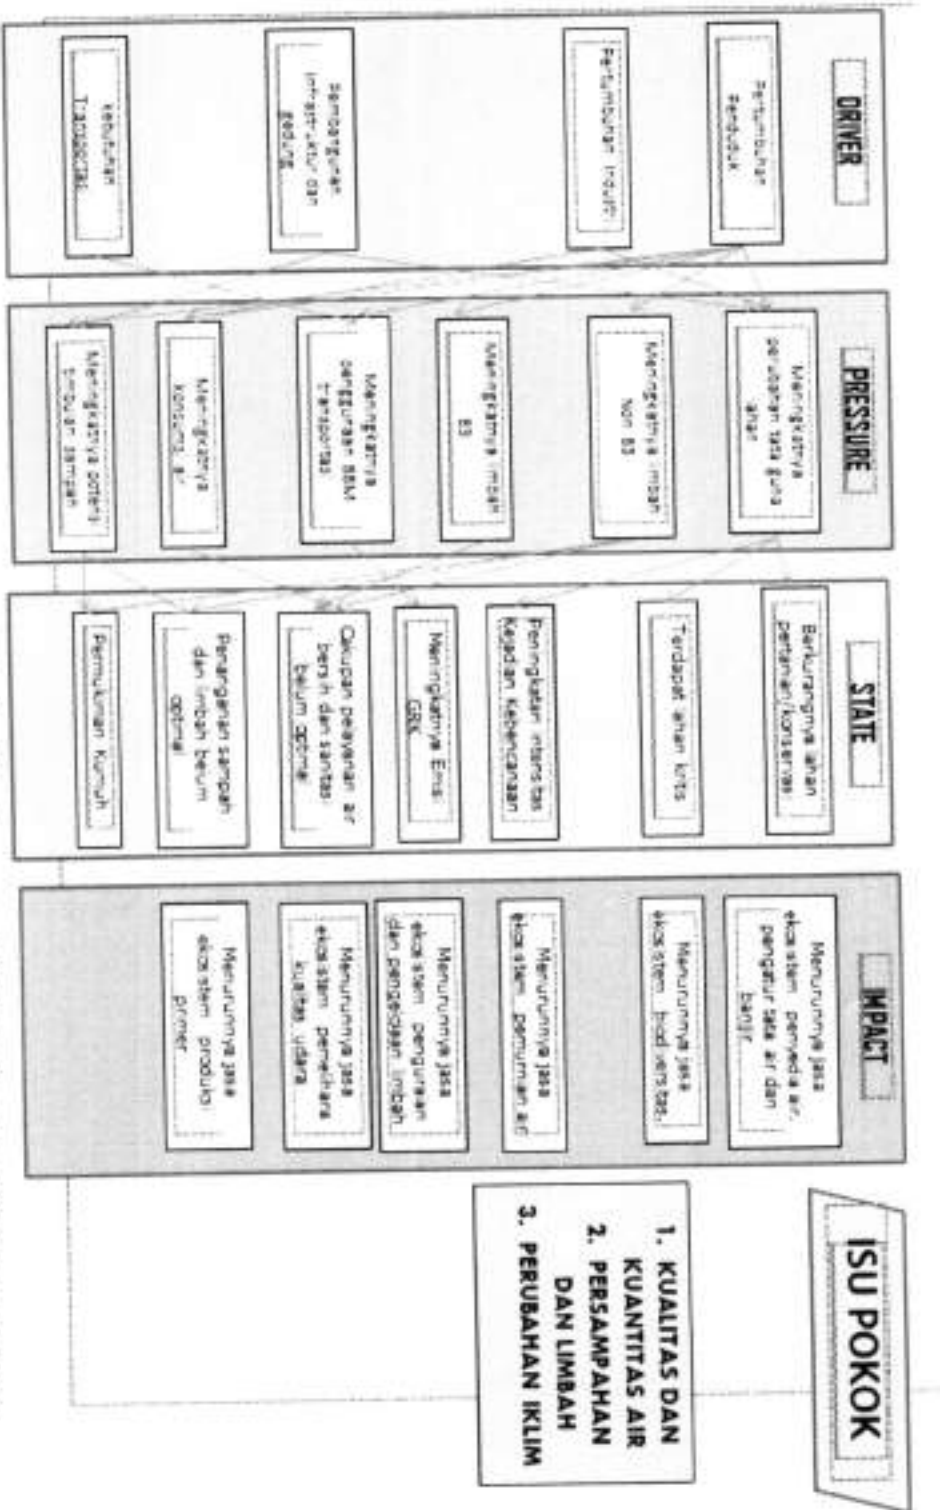 DRIVER
Pertumbuhan
Penduduk
Pertumbuhan Industri
Pembangunan
infrastruktur dan
gedung
Kebutuhan
Transportas
PRESSURE
Meningkatnya
perubahan tata guna
lahan
Meningkatnya limbah
Non B3
Meningkatnya limbah
B3
Meningkatnya
penggunaan BBM
transportas
Meningkatnya
konsumsi air
Meningkatnya potensi
timbulan sampah
STATE
Berkurangnya lahan
pertanian/konservasi
Terdapat lahan kritis
Peningkatan intensitas
Kejadian Kebencanaan
Meningkatnya Emisi
GRK
Cakupan pelayanan air
bersih dan sanitasi
belum optimal
Penanganan sampah
dan limbah belum
optimal
Permukiman Kumuh
IMPACT
Menurunnya jasa
ekosistem penyedia air,
pengatur tata air dan
banjir
Menurunnya jasa
ekosistem biodiversitas
Menurunnya jasa
ekosistem pemurnian air
Menurunnya jasa
ekosistem penguraian
dan pengelolaan limbah
Menurunnya jasa
ekosistem pemelihara
kualitas udara
Menurunnya jasa
ekosistem produksi
primer
ISU POKOK
1. KUALITAS DAN
KUANTITAS AIR
2. PERSAMPAHAN
DAN LIMBAH
3. PERUBAHAN IKLIM